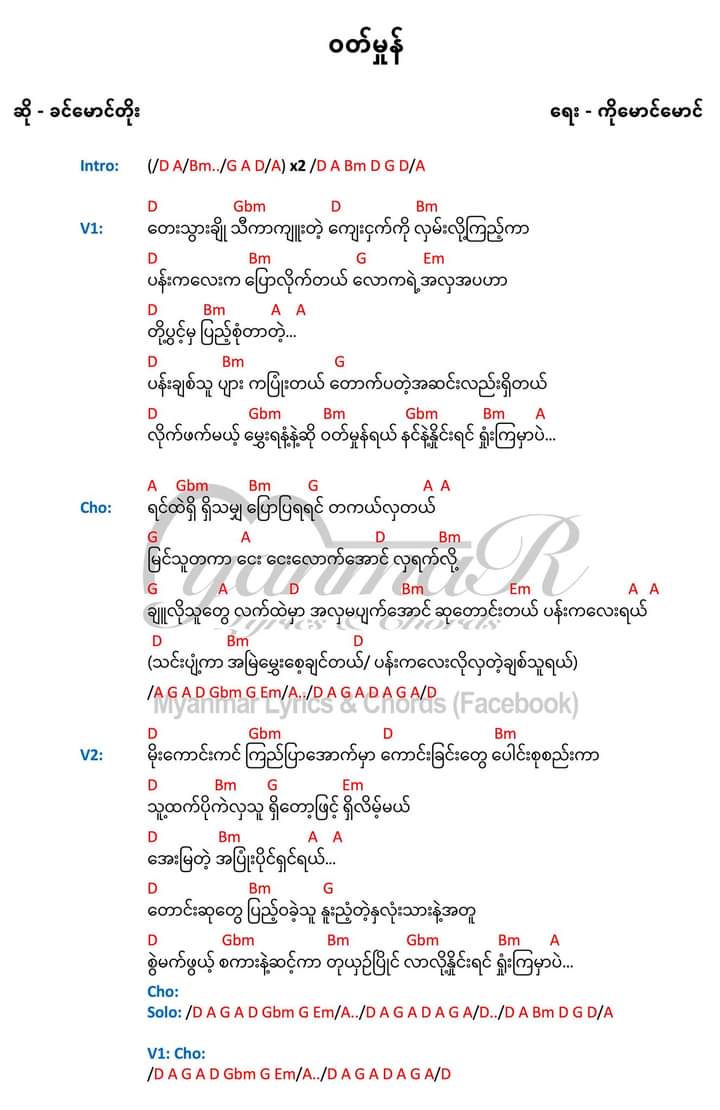 ဝတ်မှုန်
ဆို - ခင်မောင်တိုး ရေး - ကိုမောင်မောင်
Intro: (/D A/Bm../G A D/A) x2 /D A Bm D G D/A
D Gbm D Bm
V1: တေးသွားချို သီကာကျူးတဲ့ ကျေးငှက်ကို လှမ်းလို့ကြည့်ကာ
D Bm G Em
ပန်းကလေးက ပြောလိုက်တယ် လောကရဲ့အလှအပဟာ
D Bm A A
တို့ပွင့်မှ ပြည့်စုံတာတဲ့...
D Bm G
ပန်းချစ်သူ ပျား ကပြုံးတယ် တောက်ပတဲ့အဆင်းလည်းရှိတယ်
D Gbm Bm Gbm Bm A
လိုက်ဖက်မယ့် မွှေးရနံ့နဲ့ဆို ဝတ်မှုန်ရယ် နင်နဲ့နှိုင်းရင် ရှုံးကြမှာပဲ...
A Gbm Bm G A A
Cho: ရင်ထဲရှိ ရှိသမျှ ပြောပြရရင် တကယ်လှတယ်
G A D Bm
မြင်သူတကာ ငေး ငေးလောက်အောင် လှရက်လို့
G A D Bm Em A A
ချူလိုသူတွေ လက်ထဲမှာ အလှမပျက်အောင် ဆုတောင်းတယ် ပန်းကလေးရယ်
D Bm D
(သင်းပျံ့ကာ အမြဲမွှေးစေ့ချင်တယ်/ ပန်းကလေးလိုလှတဲ့ချစ်သူရယ်)
/A G A D Gbm G Em/A../D A G A D A G A/D
Myanmar Lyrics & Chords (Facebook)
D Gbm D Bm
V2: မိုးကောင်းကင် ကြည်ပြာအောက်မှာ ကောင်းခြင်းတွေ ပေါင်းစုစည်းကာ
D Bm G Em
သူ့ထက်ပိုကဲလှသူ ရှိတော့ဖြင့် ရှိလိမ့်မယ်
D Bm A A
အေးမြတဲ့ အပြုံးပိုင်ရှင်ရယ်...
D Bm G
တောင်းဆုတွေ ပြည့်ဝခဲ့သူ နူးညံ့တဲ့နှလုံးသားနဲ့အတူ
D Gbm Bm Gbm Bm A
စွဲမက်ဖွယ့် စကားနဲ့ဆင့်ကာ တုယှဉ်ပြိုင် လာလို့နှိုင်းရင် ရှုံးကြမှာပဲ...
Cho:
Solo: /D A G A D Gbm G Em/A../D A G A D A G A/D../D A Bm D G D/A
V1: Cho:
/D A G A D Gbm G Em/A../D A G A D A G A/D